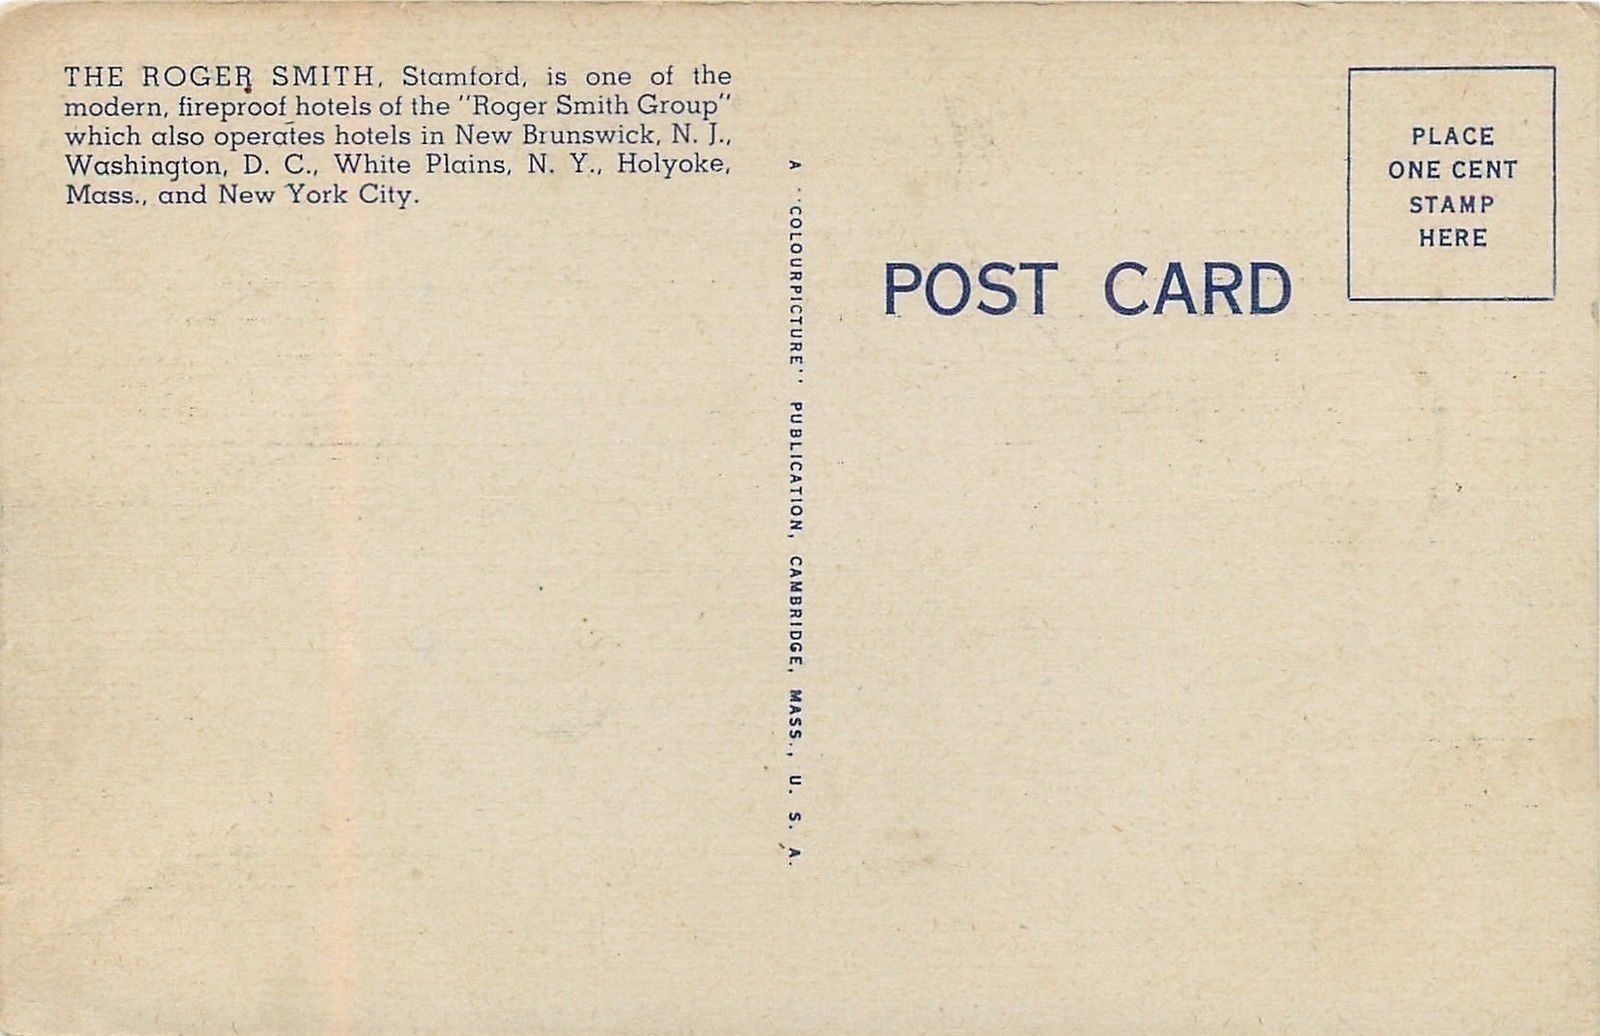 THE ROGER SMITH, Stamford, is one of the
modern, fireproof hotels of the "Roger Smith Group"
which also operates hotels in New Brunswick, N. J.,
Washington, D. C., White Plains, N. Y., Holyoke,
Mass., and New York City.
A "COLOURPICTURE" PUBLICATION, CAMBRIDGE, MASS., U. S. A.
POST CARD
PLACE
ONE CENT
STAMP
HERE